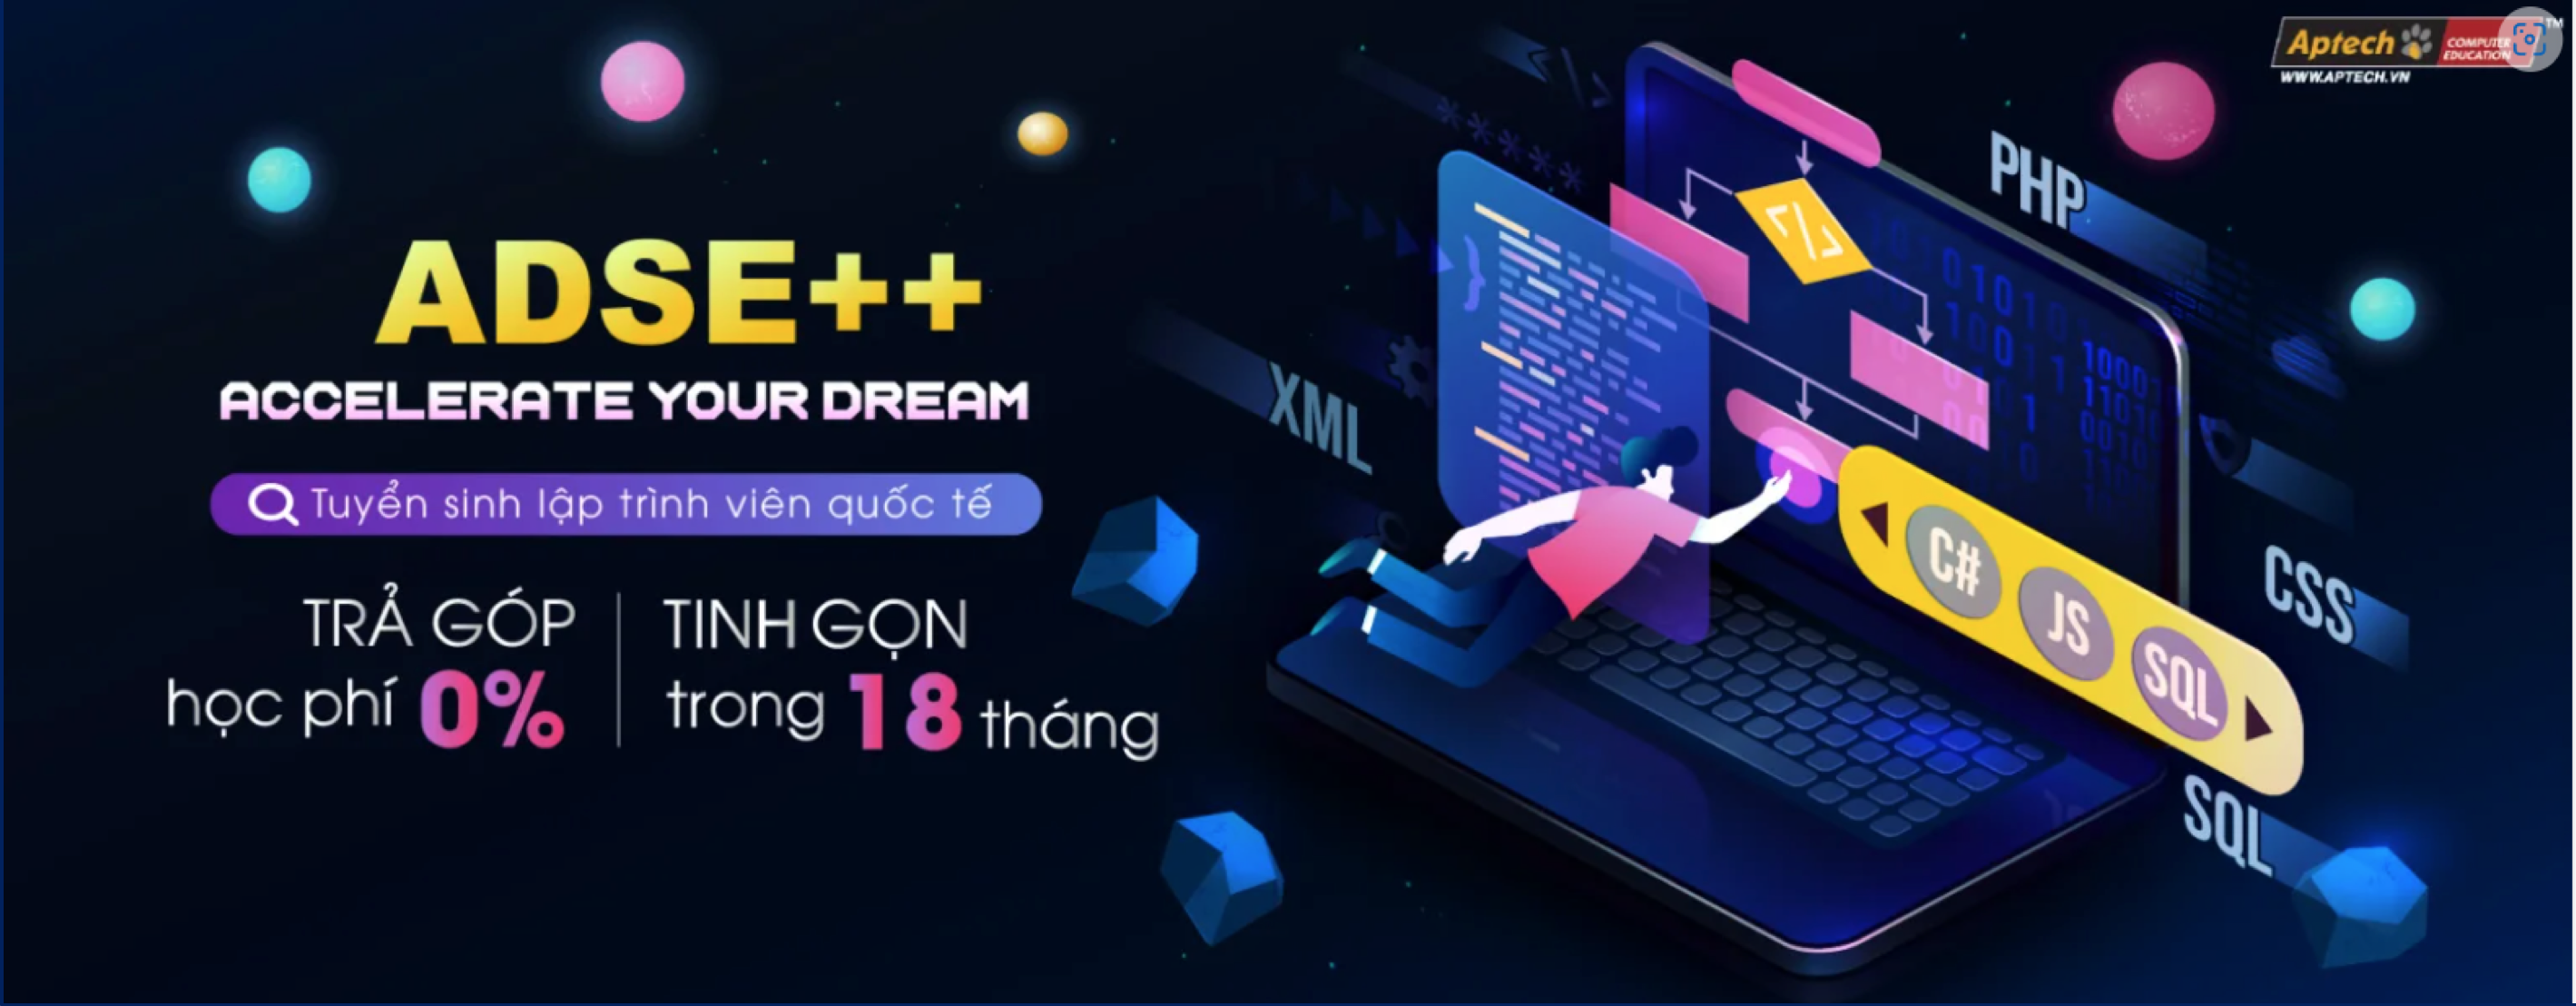 Aptech COMPUTER EDUCATION ™
WWW.APTECH.VN
ADSE++
ACCELERATE YOUR DREAM
Tuyển sinh lập trình viên quốc tế
TRẢ GÓP
học phí 0%
TINH GỌN
trong 18 tháng
PHP
XML
</>
C# JS SQL
CSS
SQL